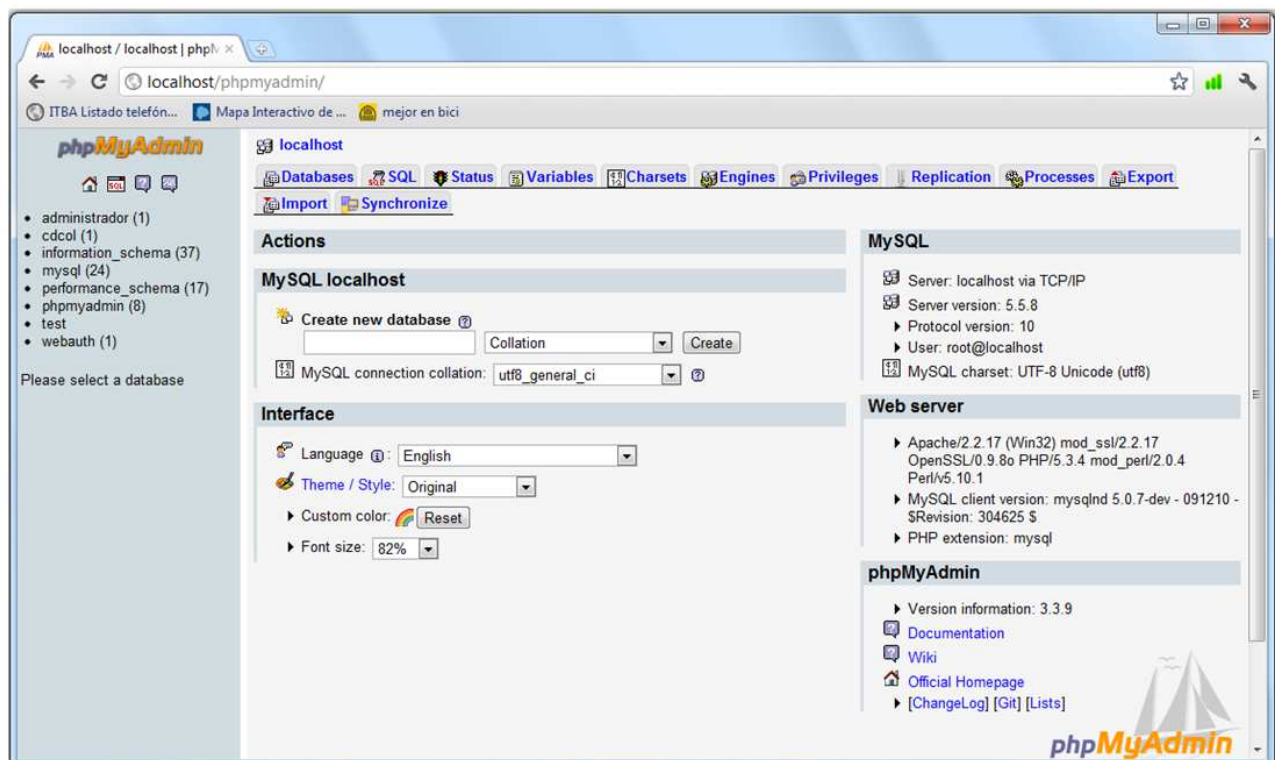 localhost / localhost | phpM
localhost/phpmyadmin/
ITBA Listado telefón... Mapa Interactivo de ... mejor en bici
phpMyAdmin
administrador (1)
cdcol (1)
information_schema (37)
mysql (24)
performance_schema (17)
phpmyadmin (8)
test
webauth (1)
Please select a database
localhost
Databases SQL Status Variables Charsets Engines Privileges Replication Processes Export
Import Synchronize
Actions
MySQL localhost
Create new database
Collation Create
MySQL connection collation: utf8_general_ci
Interface
Language : English
Theme / Style: Original
Custom color: Reset
Font size: 82%
MySQL
Server: localhost via TCP/IP
Server version: 5.5.8
Protocol version: 10
User: root@localhost
MySQL charset: UTF-8 Unicode (utf8)
Web server
Apache/2.2.17 (Win32) mod_ssl/2.2.17
OpenSSL/0.9.8o PHP/5.3.4 mod_perl/2.0.4
Perl/v5.10.1
MySQL client version: mysqlnd 5.0.7-dev - 091210 -
$Revision: 304625 $
PHP extension: mysql
phpMyAdmin
Version information: 3.3.9
Documentation
Wiki
Official Homepage
[ChangeLog] [Git] [Lists]
phpMyAdmin